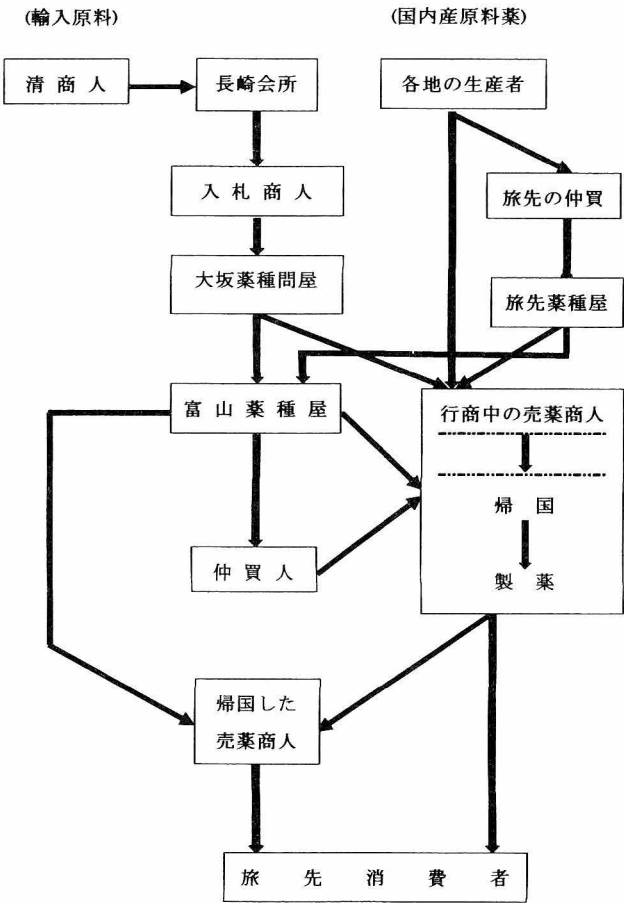 (輸入原料)
(国内産原料薬)
清商人
長崎会所
各地の生産者
入札商人
旅先の仲買
大坂薬種問屋
旅先薬種屋
富山薬種屋
行商中の売薬商人
帰国
仲買人
製薬
帰国した
売薬商人
旅先消費者